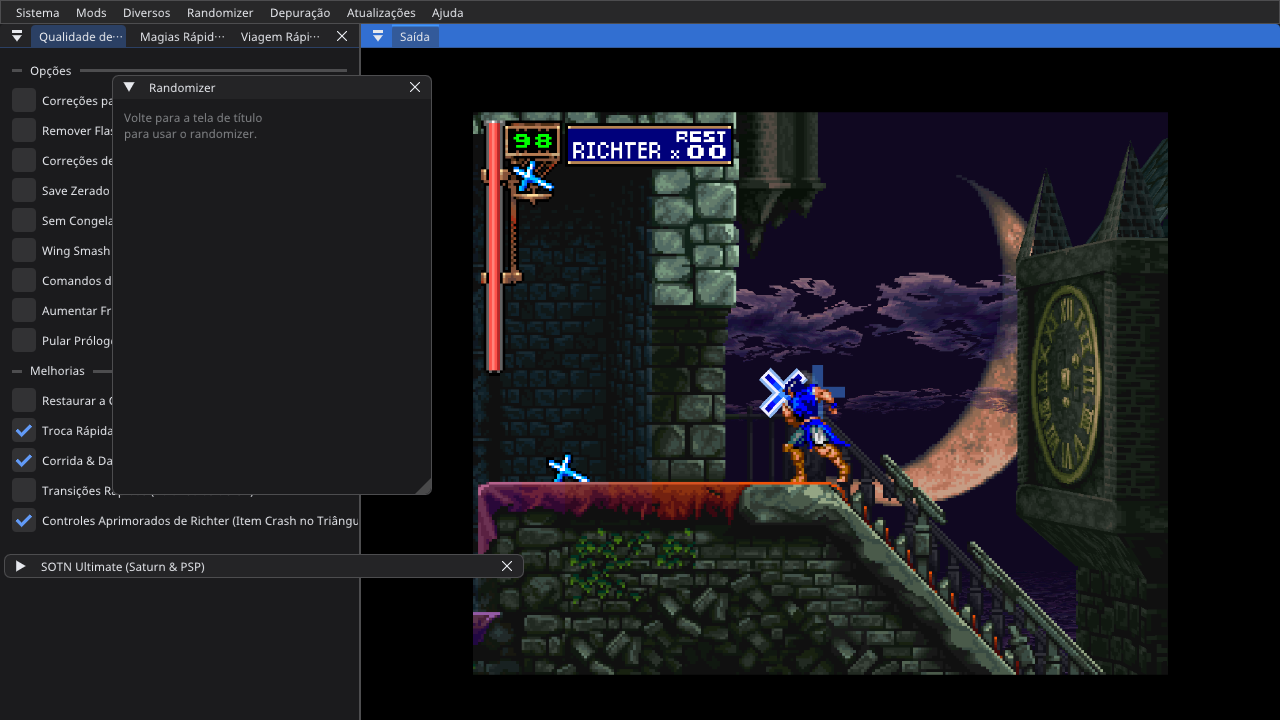 Sistema Mods Diversos Randomizer Depuração Atualizações Ajuda
Qualidade de··· Magias Rápid··· Viagem Rápi··· Saída
Opções
Randomizer
Volte para a tela de título
para usar o randomizer.
Correções pa
Remover Flas
Correções de
Save Zerado
Sem Congela
Wing Smash
Comandos d
Aumentar Fr
Pular Prólog
Melhorias
Restaurar a
Troca Rápida
Corrida & Da
Transições
Controles Aprimorados de Richter (Item Crash no Triângu
SOTN Ultimate (Saturn & PSP)
98
REST
RICHTER x 00